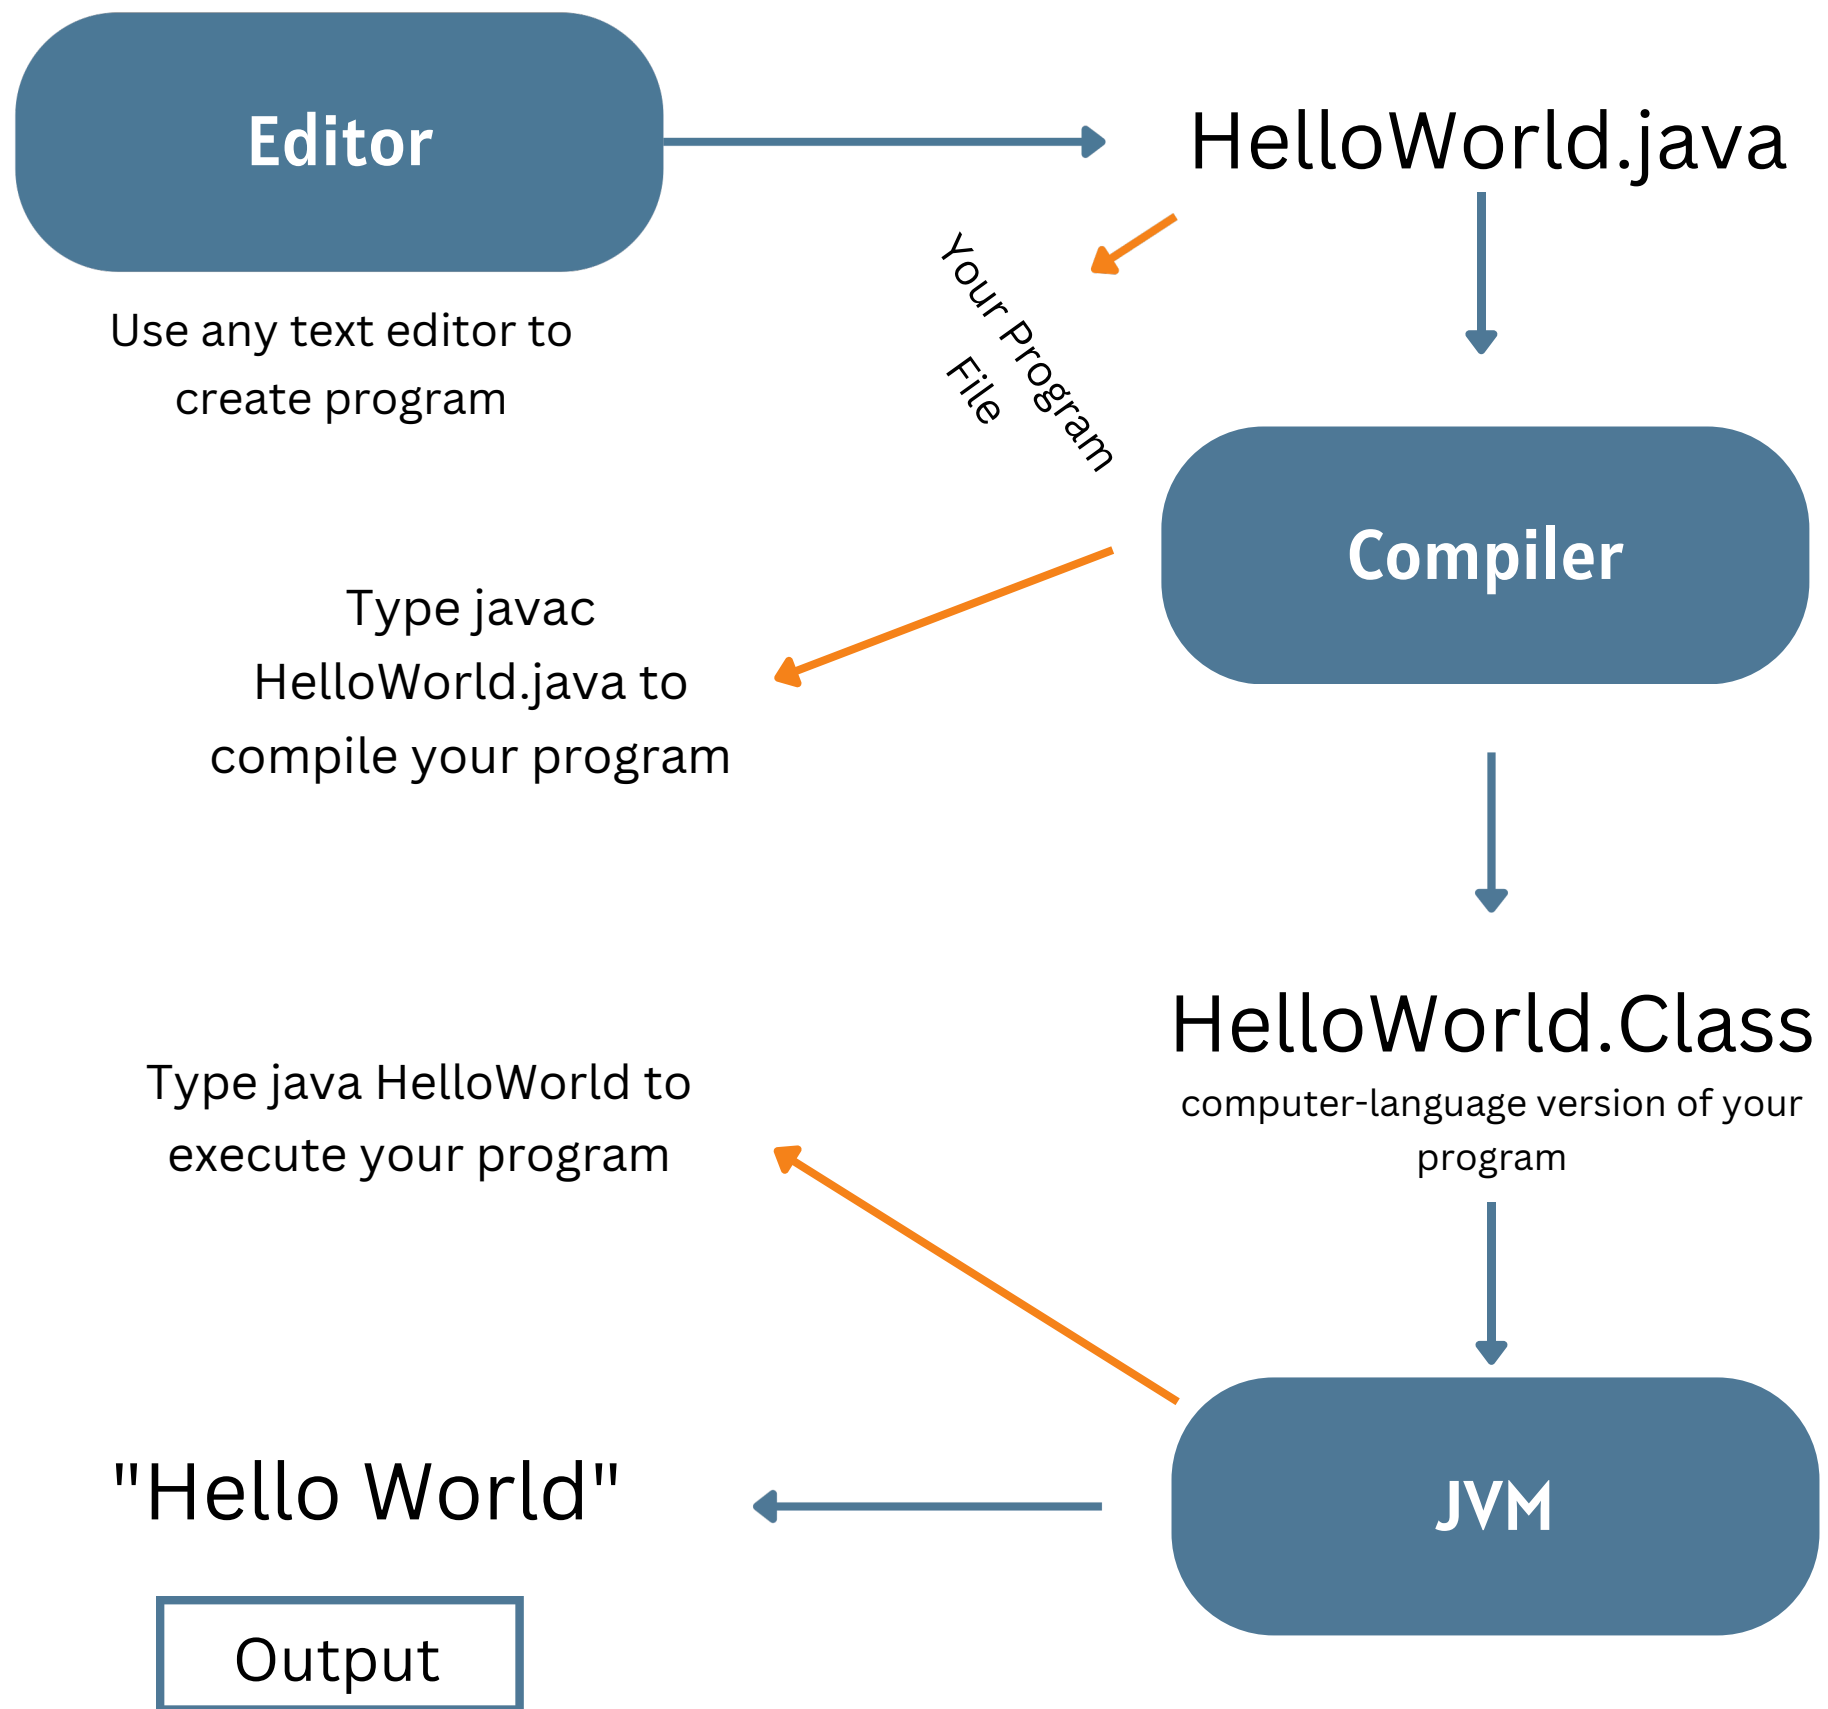 Editor
HelloWorld.java
Use any text editor to
create program
Your Program
File
Compiler
Type javac
HelloWorld.java to
compile your program
HelloWorld.Class
computer-language version of your
program
Type java HelloWorld to
execute your program
JVM
"Hello World"
Output